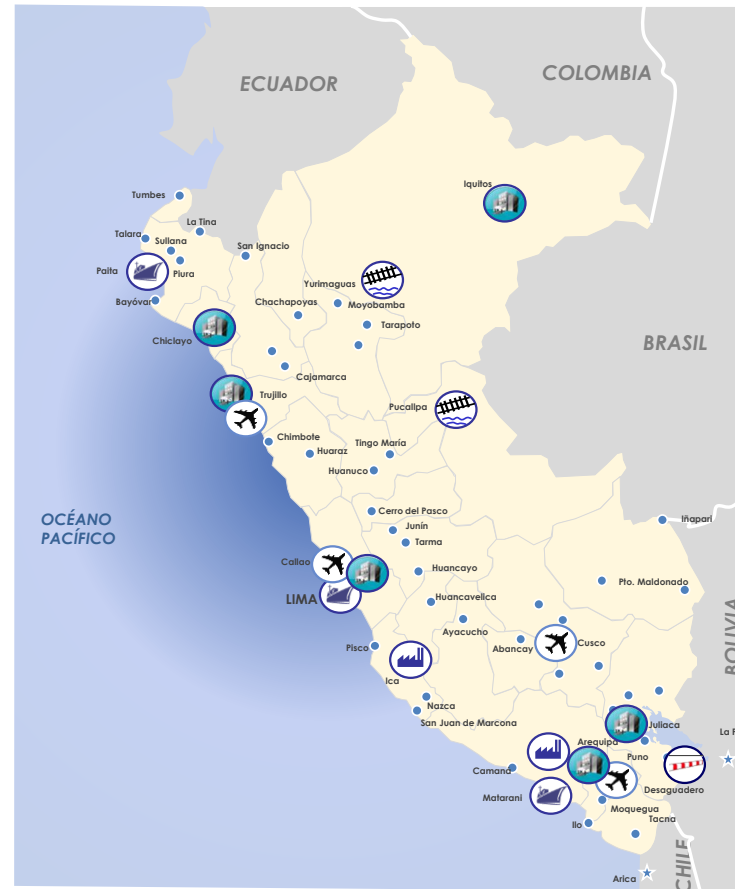 COLOMBIA
ECUADOR
Iquitos
Tumbes
La Tina
Talara
Sullana
San Ignacio
Paita
Piura
Yurimaguas
Bayóvar
Chachapoyas
Moyobamba
Tarapoto
Chiclayo
BRASIL
Cajamarca
Trujillo
Pucallpa
Chimbote
Tingo María
Huaraz
Huanuco
Cerro del Pasco
OCÉANO
PACÍFICO
Iñapari
Junín
Tarma
Callao
Huancayo
Pto. Maldonado
LIMA
Huancavelica
Ayacucho
BOLIVIA
Pisco
Abancay
Cusco
Ica
Nazca
San Juan de Marcona
Juliaca
Arequipa
La P
Puno
Camana
Desaguadero
Matarani
Moquegua
Ilo
Tacna
CHILE
Arica